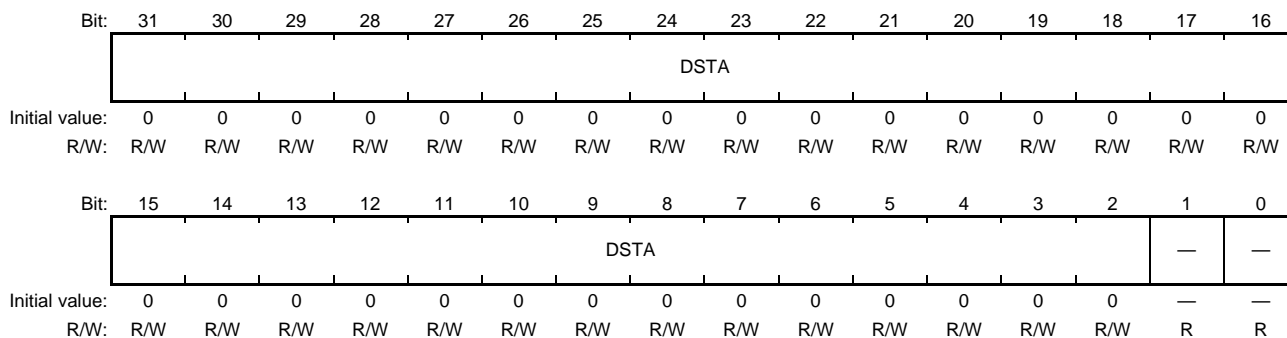 Bit: 31 30 29 28 27 26 25 24 23 22 21 20 19 18 17 16
DSTA
Initial value: 0 0 0 0 0 0 0 0 0 0 0 0 0 0 0 0
R/W: R/W R/W R/W R/W R/W R/W R/W R/W R/W R/W R/W R/W R/W R/W R/W R/W
Bit: 15 14 13 12 11 10 9 8 7 6 5 4 3 2 1 0
DSTA — —
Initial value: 0 0 0 0 0 0 0 0 0 0 0 0 0 0 — —
R/W: R/W R/W R/W R/W R/W R/W R/W R/W R/W R/W R/W R/W R/W R/W R R